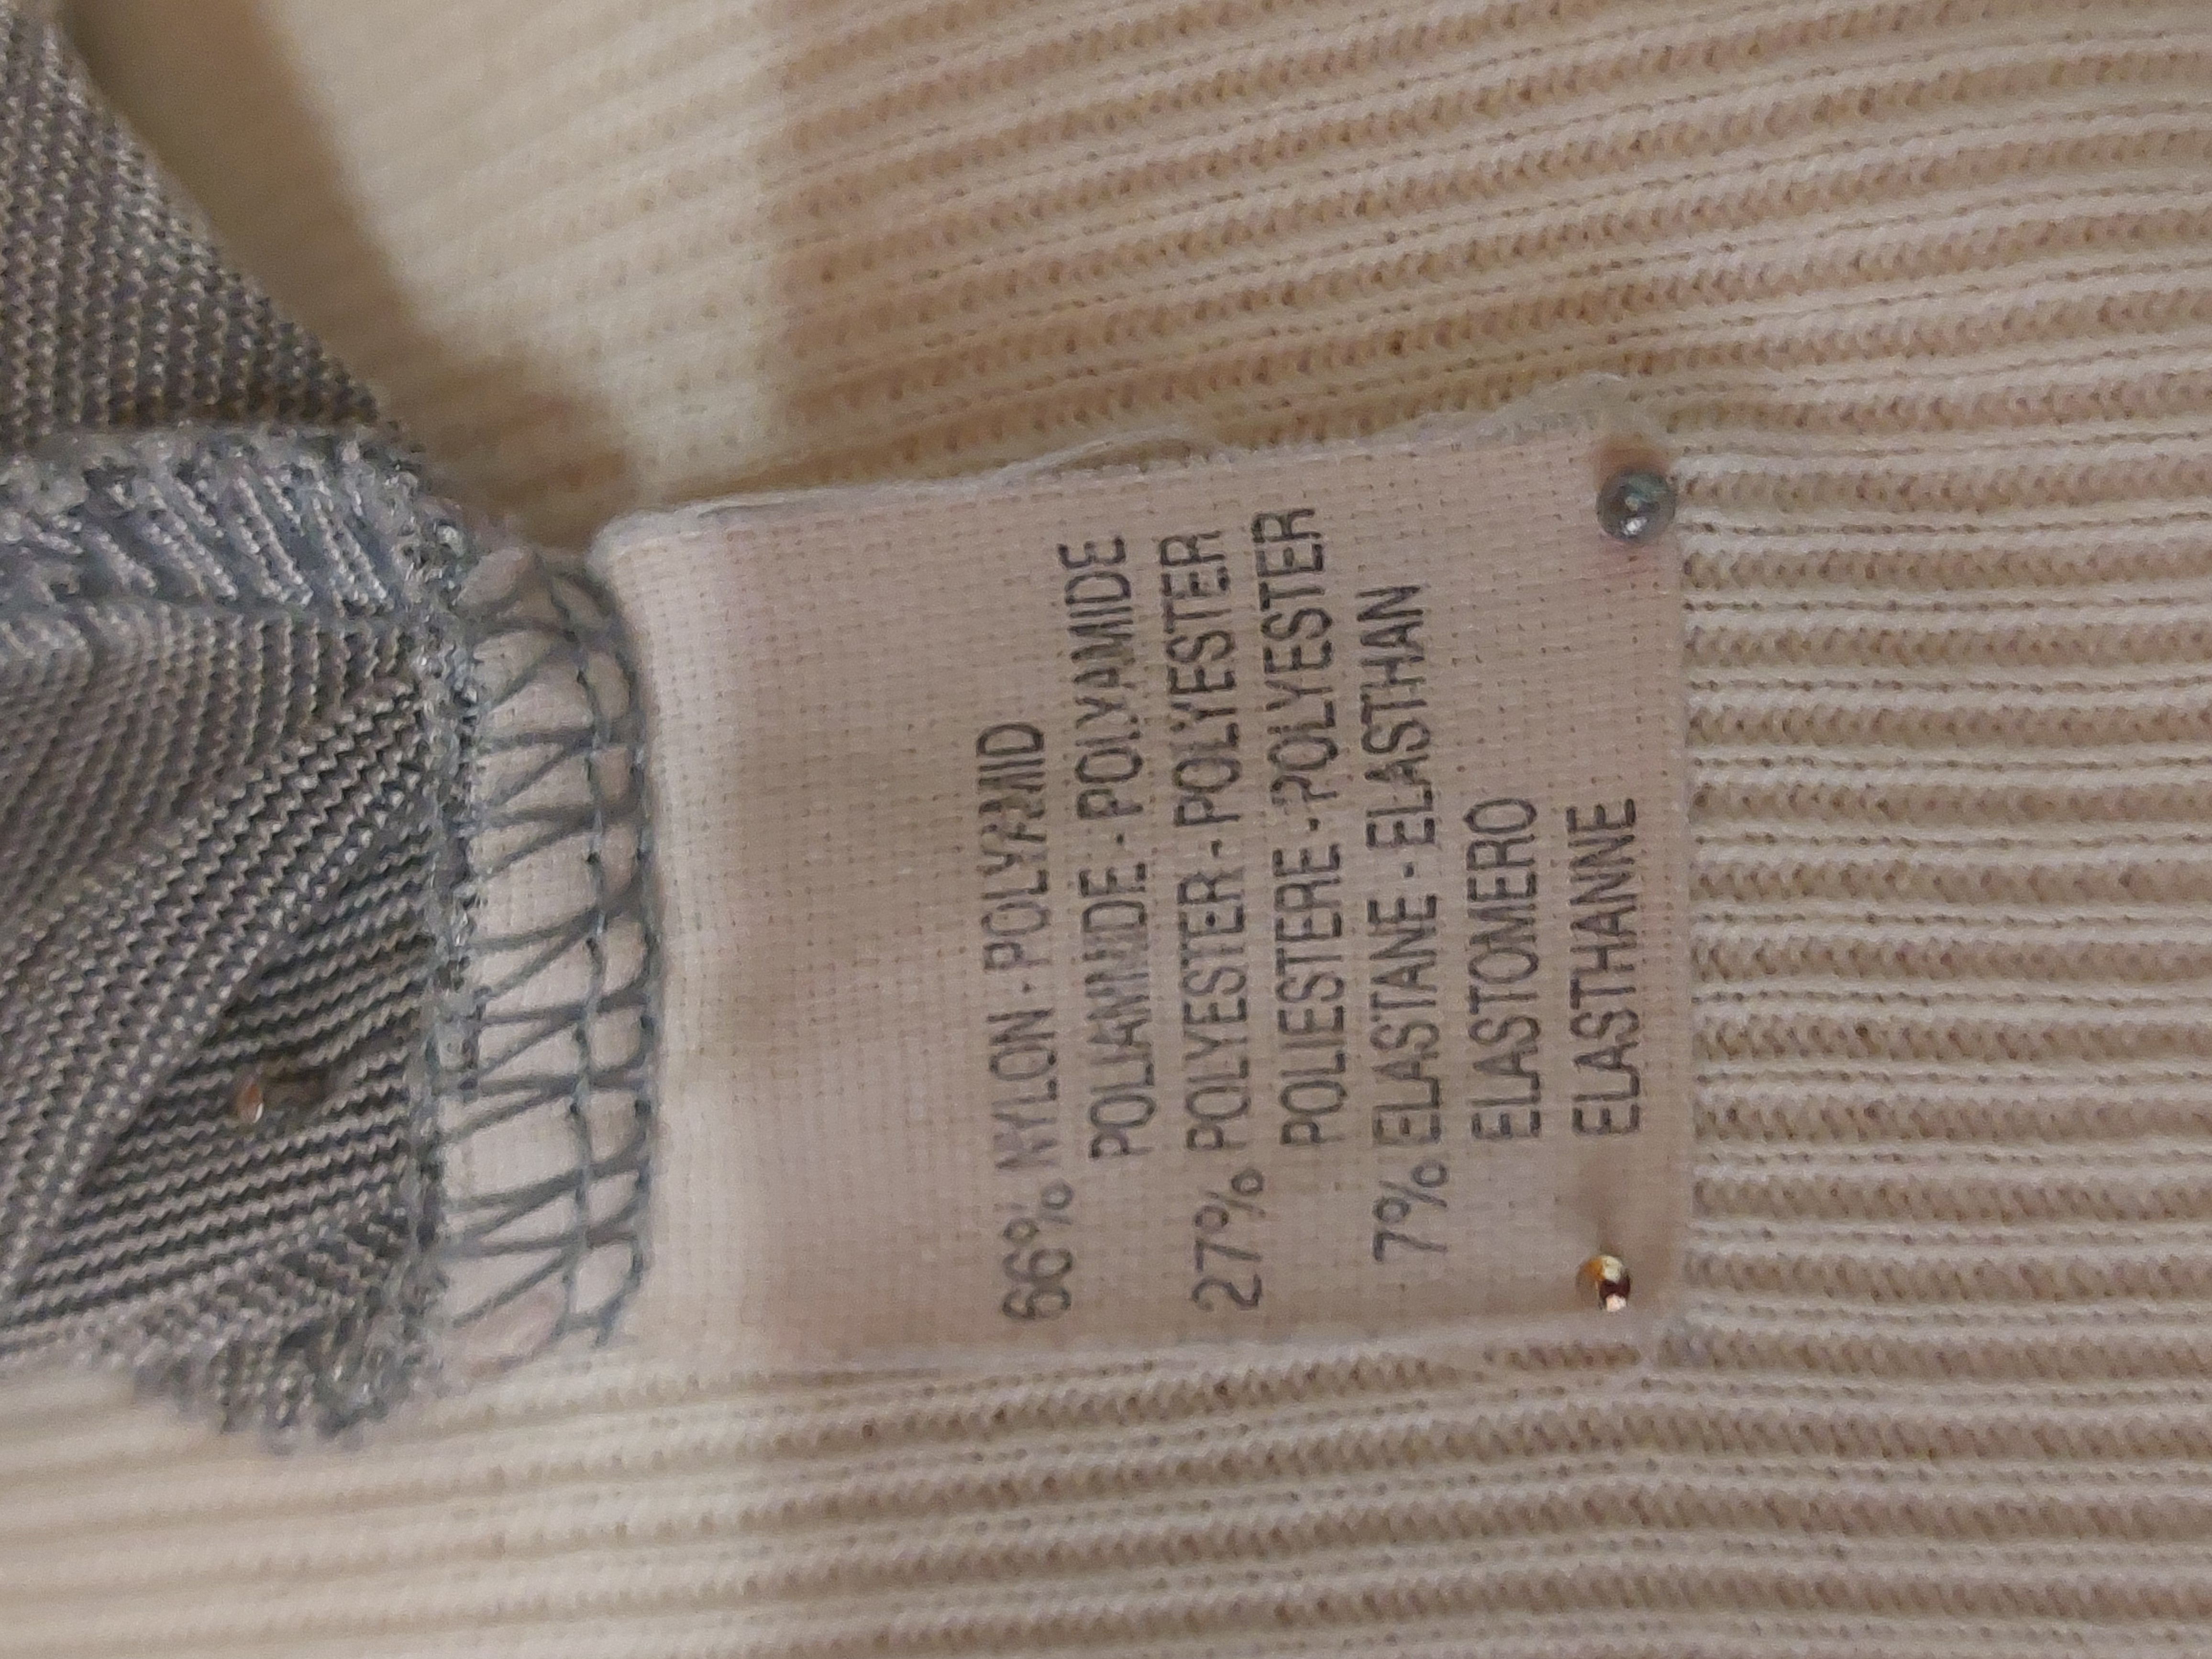 66% NYLON - POLYAMID
POLIAMMIDE - POLYAMIDE
27% POLYESTER - POLYESTER
POLIESTERE - POLYESTER
7% ELASTANE - ELASTHAN
ELASTOMERO
ELASTHANNE